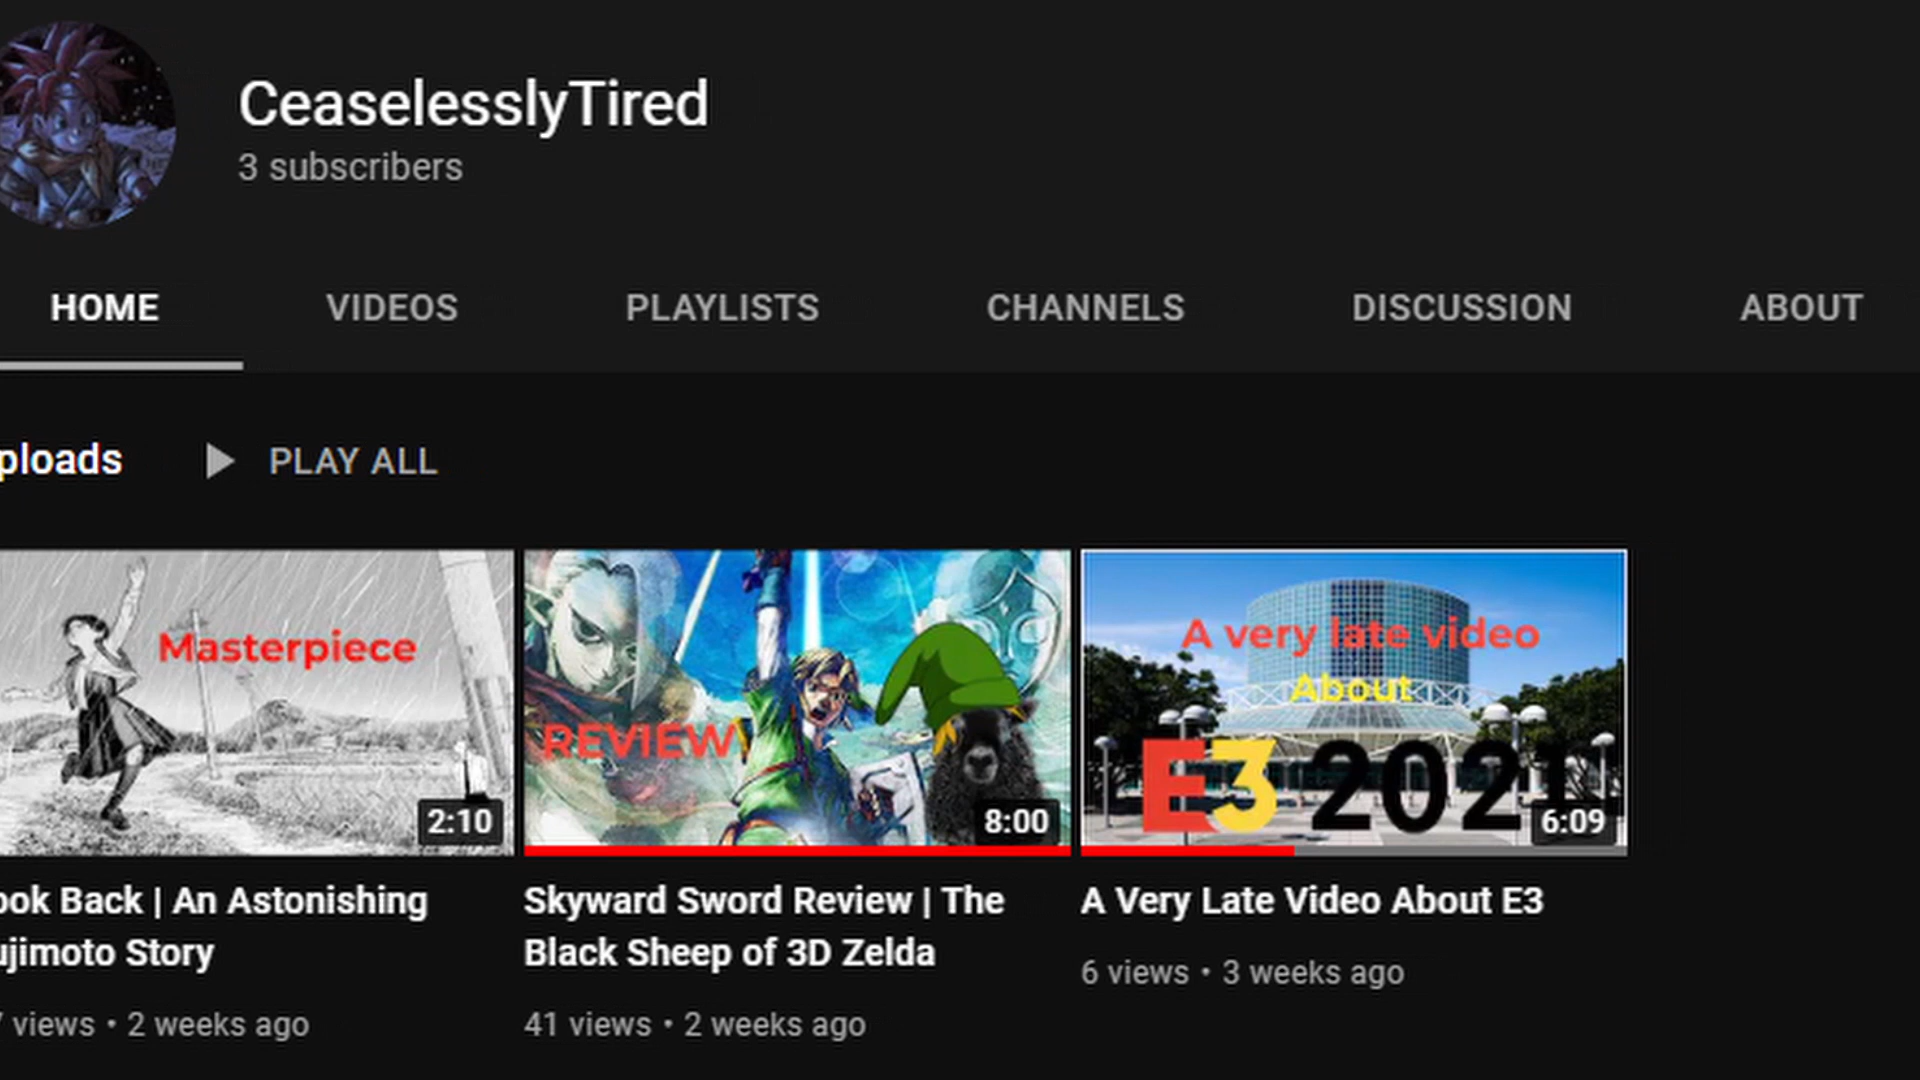 CeaselesslyTired
3 subscribers
HOME VIDEOS PLAYLISTS CHANNELS DISCUSSION ABOUT
ploads PLAY ALL
Masterpiece
2:10
REVIEW
8:00
A very late video
About
E3 2021
6:09
ook Back | An Astonishing
ujimoto Story
views • 2 weeks ago
Skyward Sword Review | The
Black Sheep of 3D Zelda
41 views • 2 weeks ago
A Very Late Video About E3
6 views • 3 weeks ago